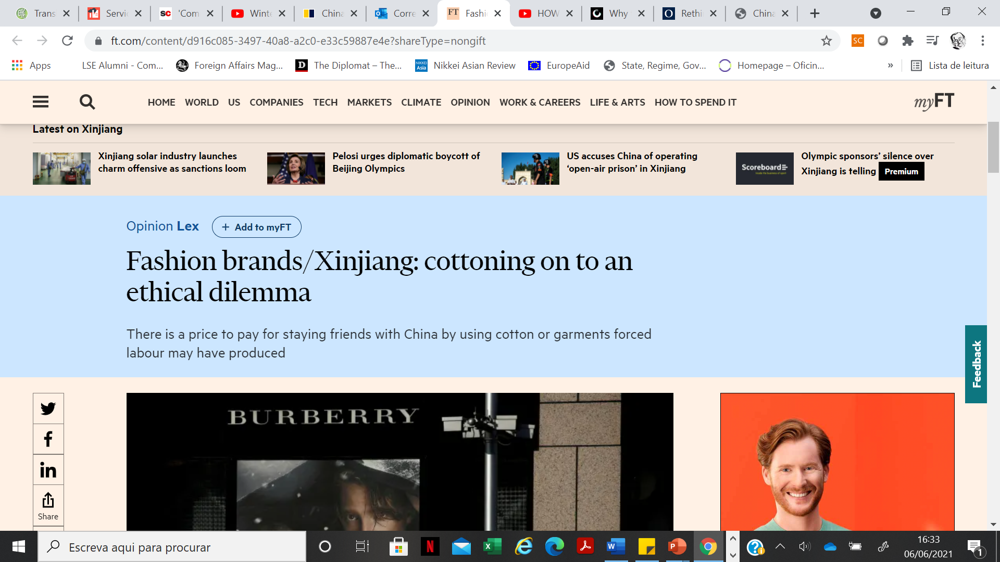 Trans
Servi
SC 'Com
Winte
China
Corre
FT Fashi
HOW
Why
Rethi
China
ft.com/content/d916c085-3497-40a8-a2c0-e33c59887e4e?shareType=nongift
SC
Apps
LSE Alumni - Com...
Foreign Affairs Mag...
D The Diplomat – The...
NIKKEI
Asia
Nikkei Asian Review
EuropeAid
State, Regime, Gov...
Homepage – Oficin...
»
Lista de leitura
HOME WORLD US COMPANIES TECH MARKETS CLIMATE OPINION WORK & CAREERS LIFE & ARTS HOW TO SPEND IT
myFT
Latest on Xinjiang
Xinjiang solar industry launches
charm offensive as sanctions loom
Pelosi urges diplomatic boycott of
Beijing Olympics
US accuses China of operating
‘open-air prison’ in Xinjiang
Scoreboard
Olympic sponsors’ silence over
Xinjiang is telling Premium
Opinion Lex
+ Add to myFT
Fashion brands/Xinjiang: cottoning on to an
ethical dilemma
There is a price to pay for staying friends with China by using cotton or garments forced
labour may have produced
Feedback
BURBERRY
Share
Escreva aqui para procurar
16:33
06/06/2021
1